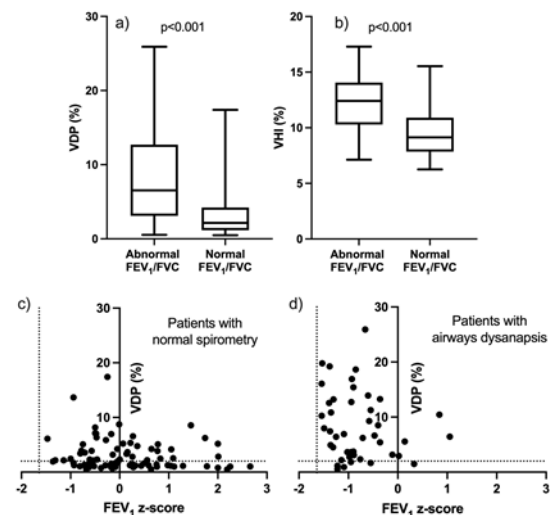 a)
p<0.001
30
20
10
0
VDP (%)
Abnormal
FEV₁/FVC
Normal
FEV₁/FVC
b)
p<0.001
20
15
10
5
0
VHI (%)
Abnormal
FEV₁/FVC
Normal
FEV₁/FVC
c)
Patients with
normal spirometry
30
20
10
VDP (%)
-2 -1 0 1 2 3
FEV₁ z-score
d)
Patients with
airways dysanapsis
30
20
10
VDP (%)
-2 -1 0 1 2 3
FEV₁ z-score